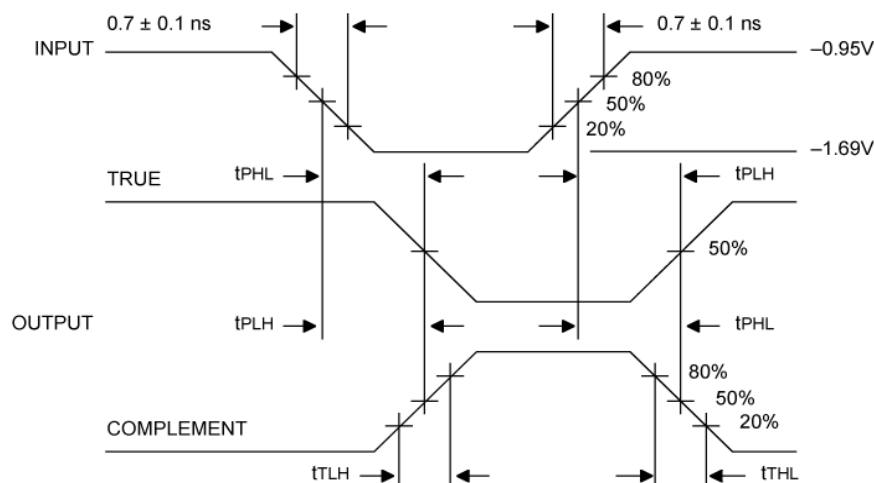 0.7 ± 0.1 ns 0.7 ± 0.1 ns
INPUT –0.95V
80%
50%
20%
–1.69V
tPHL tPLH
TRUE
50%
OUTPUT tPLH tPHL
80%
50%
20%
COMPLEMENT
tTLH tTHL